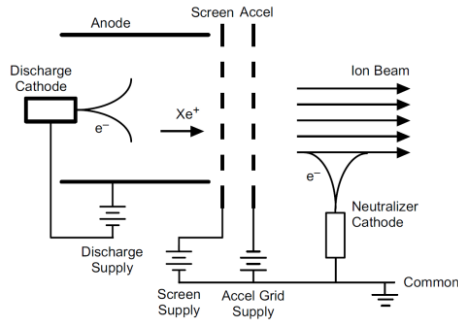 Screen Accel
Anode
Discharge
Cathode
e–
Xe+
Ion Beam
e–
Neutralizer
Cathode
Discharge
Supply
Screen
Supply
Accel Grid
Supply
Common